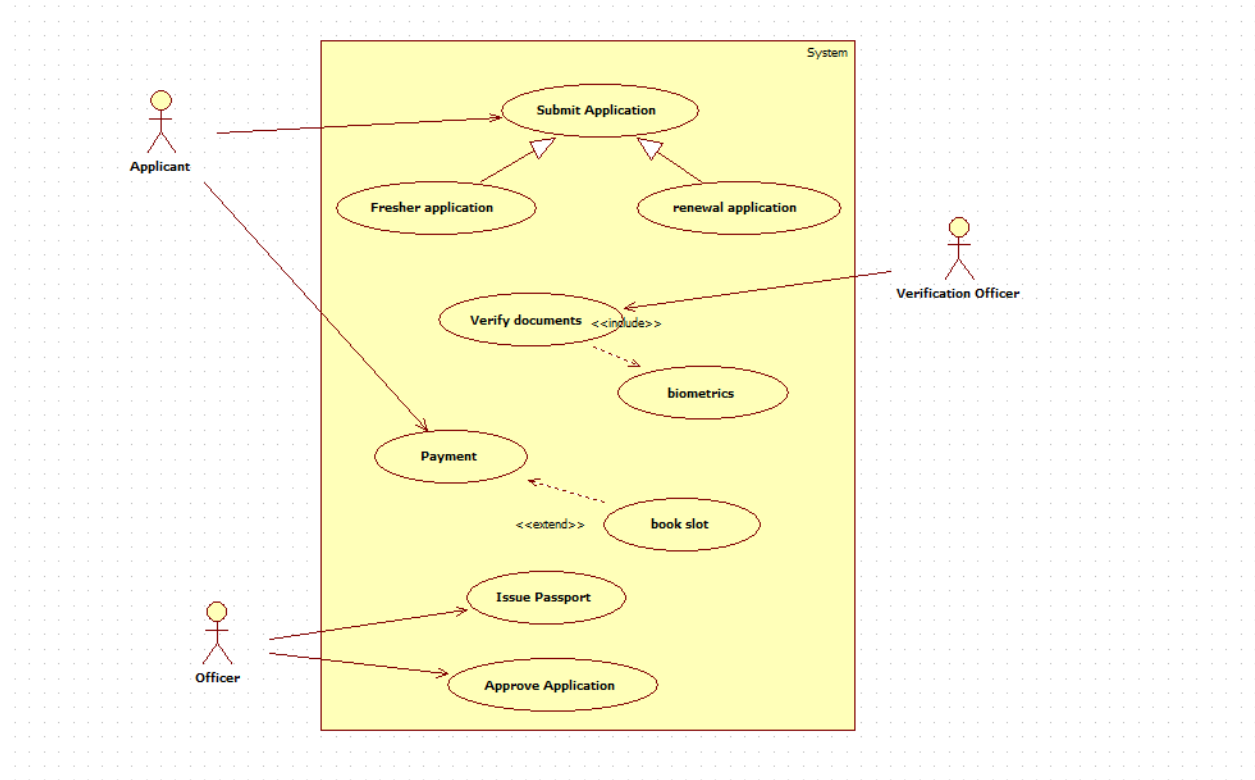 System
Submit Application
Applicant
Fresher application
renewal application
Verification Officer
Verify documents
<<include>>
biometrics
Payment
<<extend>>
book slot
Issue Passport
Officer
Approve Application